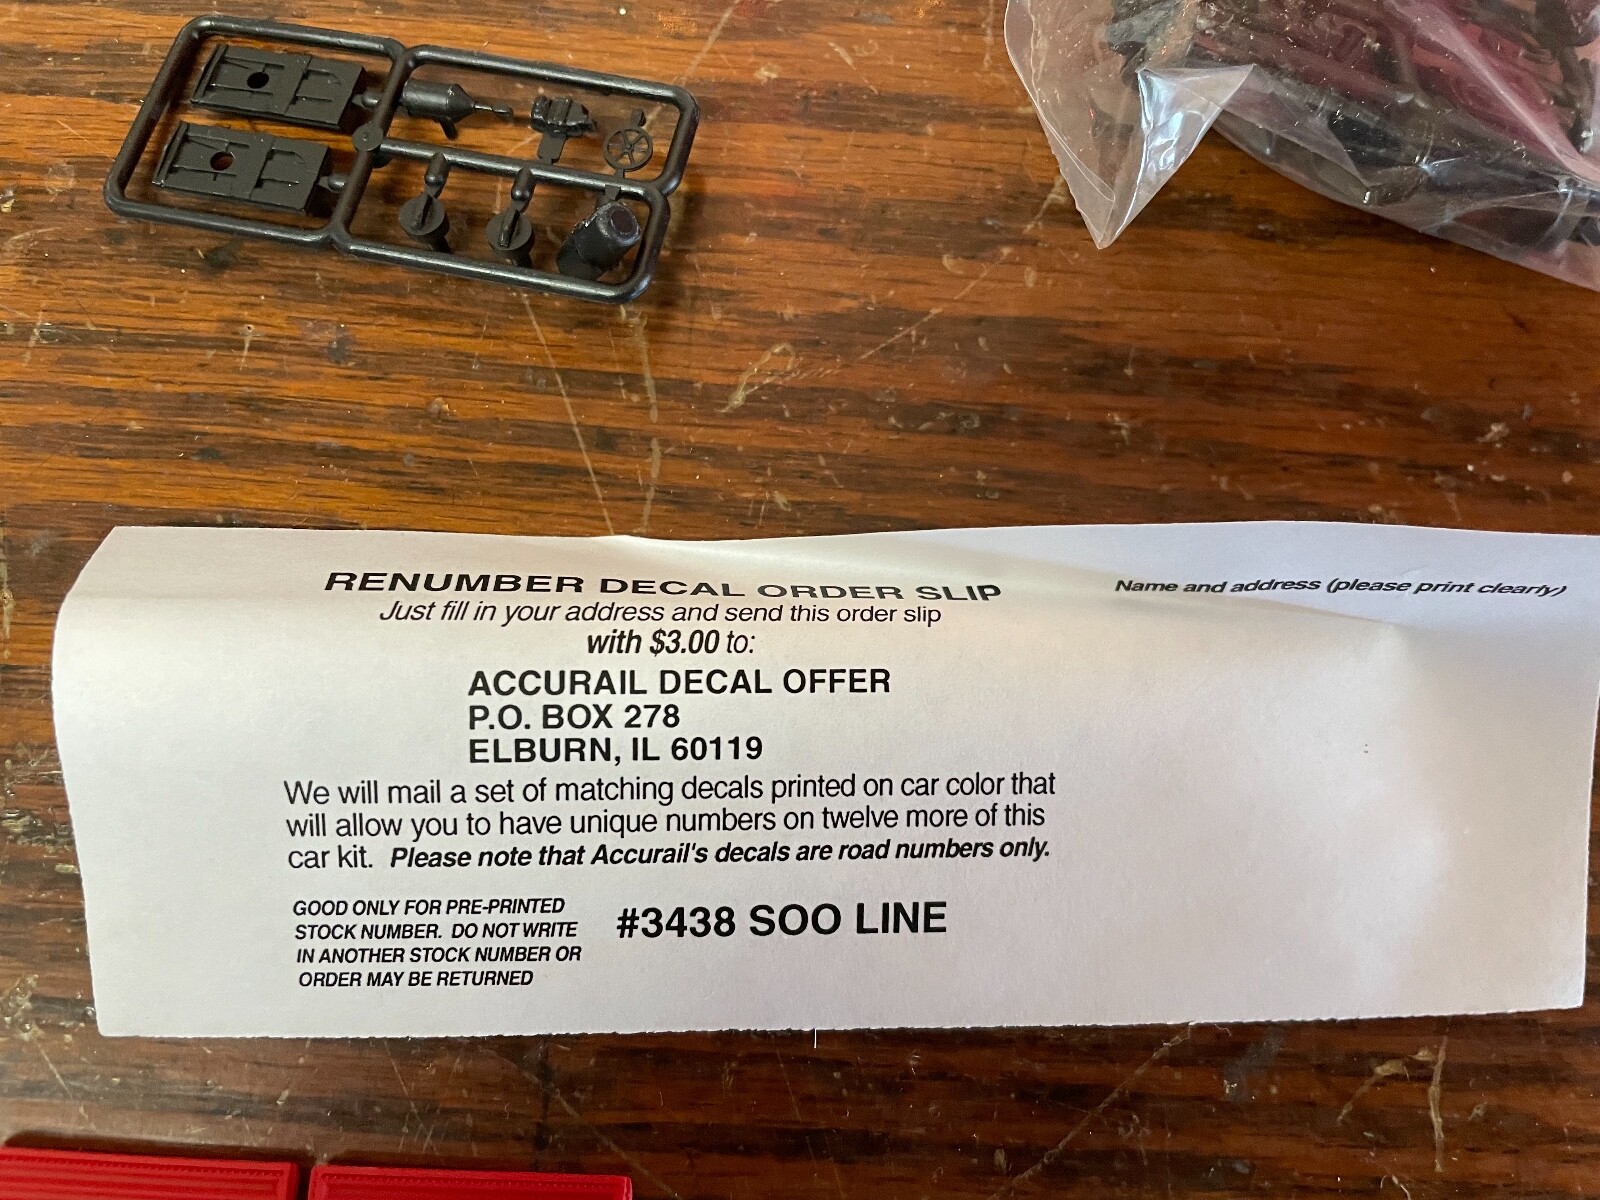 RENUMBER DECAL ORDER SLIP
Just fill in your address and send this order slip
with $3.00 to:
ACCURAIL DECAL OFFER
P.O. BOX 278
ELBURN, IL 60119
We will mail a set of matching decals printed on car color that
will allow you to have unique numbers on twelve more of this
car kit. Please note that Accurail's decals are road numbers only.
GOOD ONLY FOR PRE-PRINTED
STOCK NUMBER. DO NOT WRITE
IN ANOTHER STOCK NUMBER OR
ORDER MAY BE RETURNED
#3438 SOO LINE
Name and address (please print clearly)